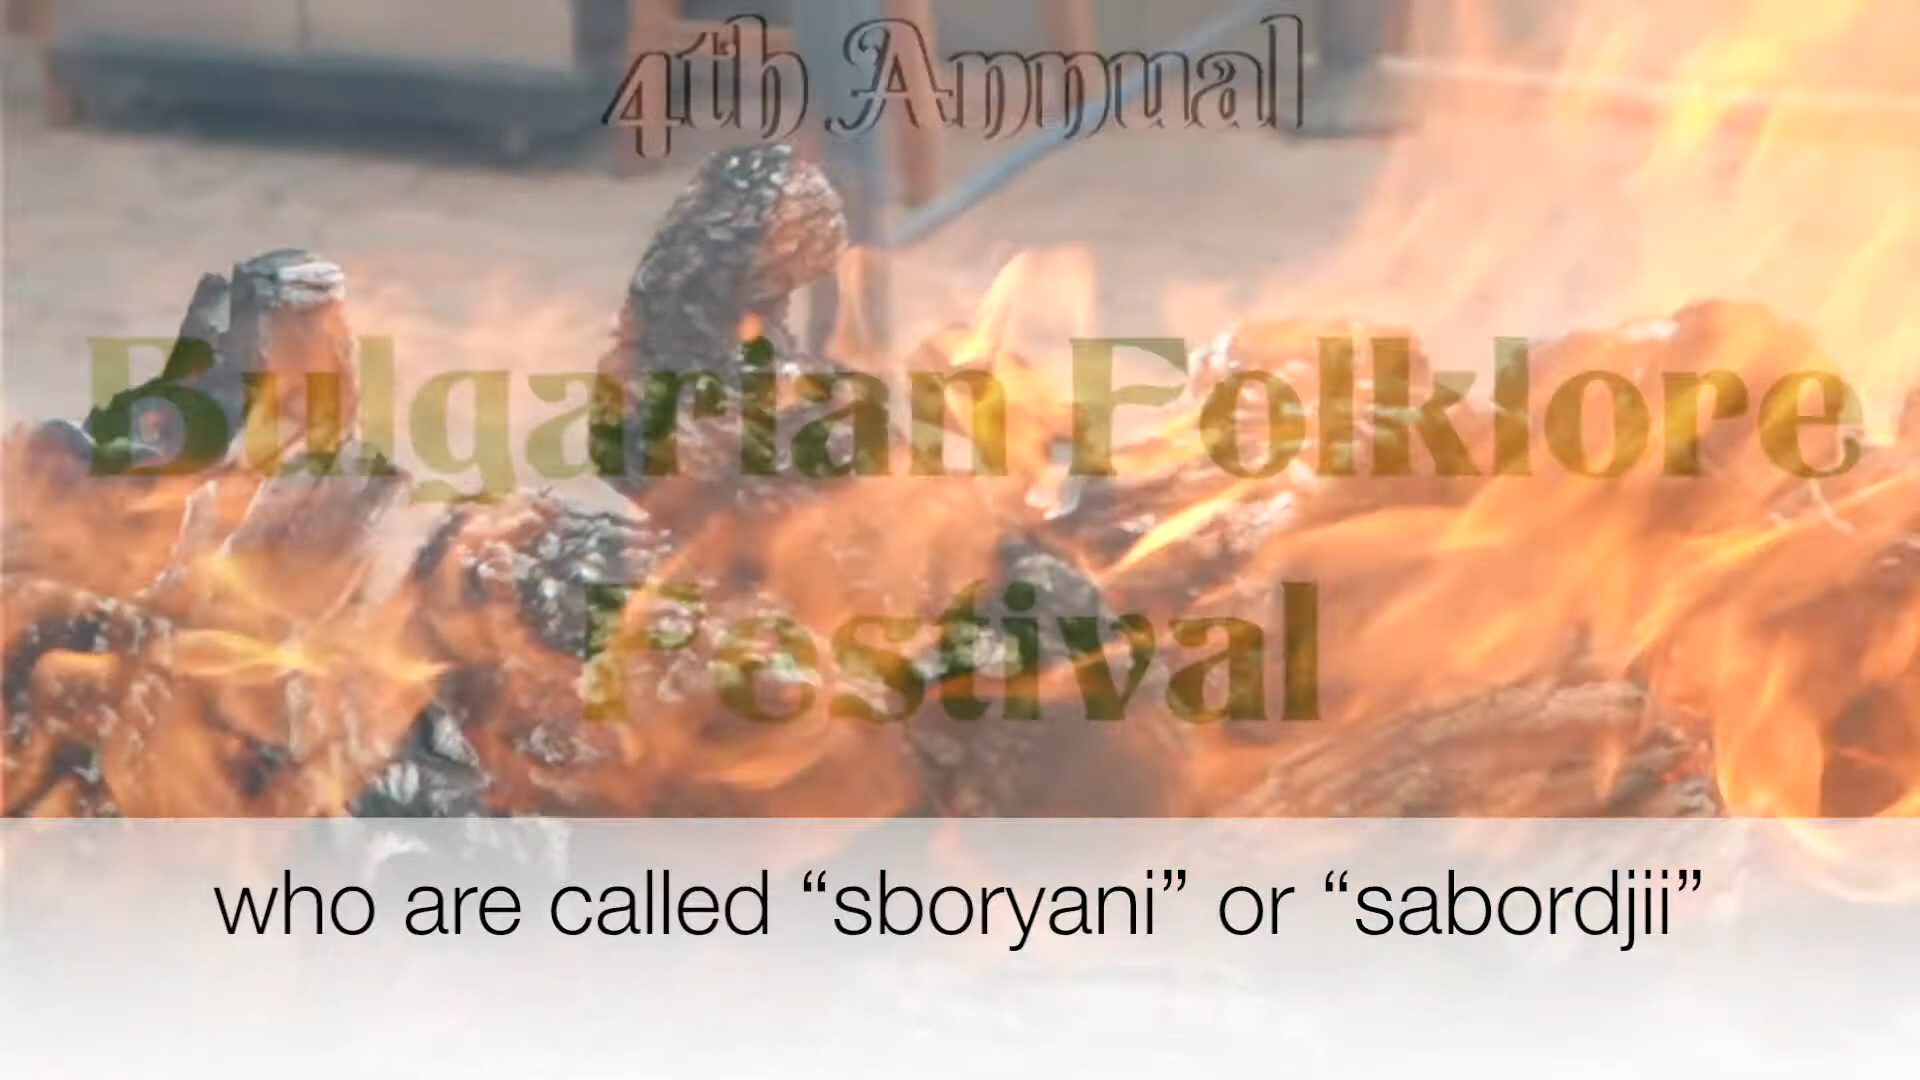 4th Annual
Bulgarian Folklore
Festival
who are called “sboryani” or “sabordjii”